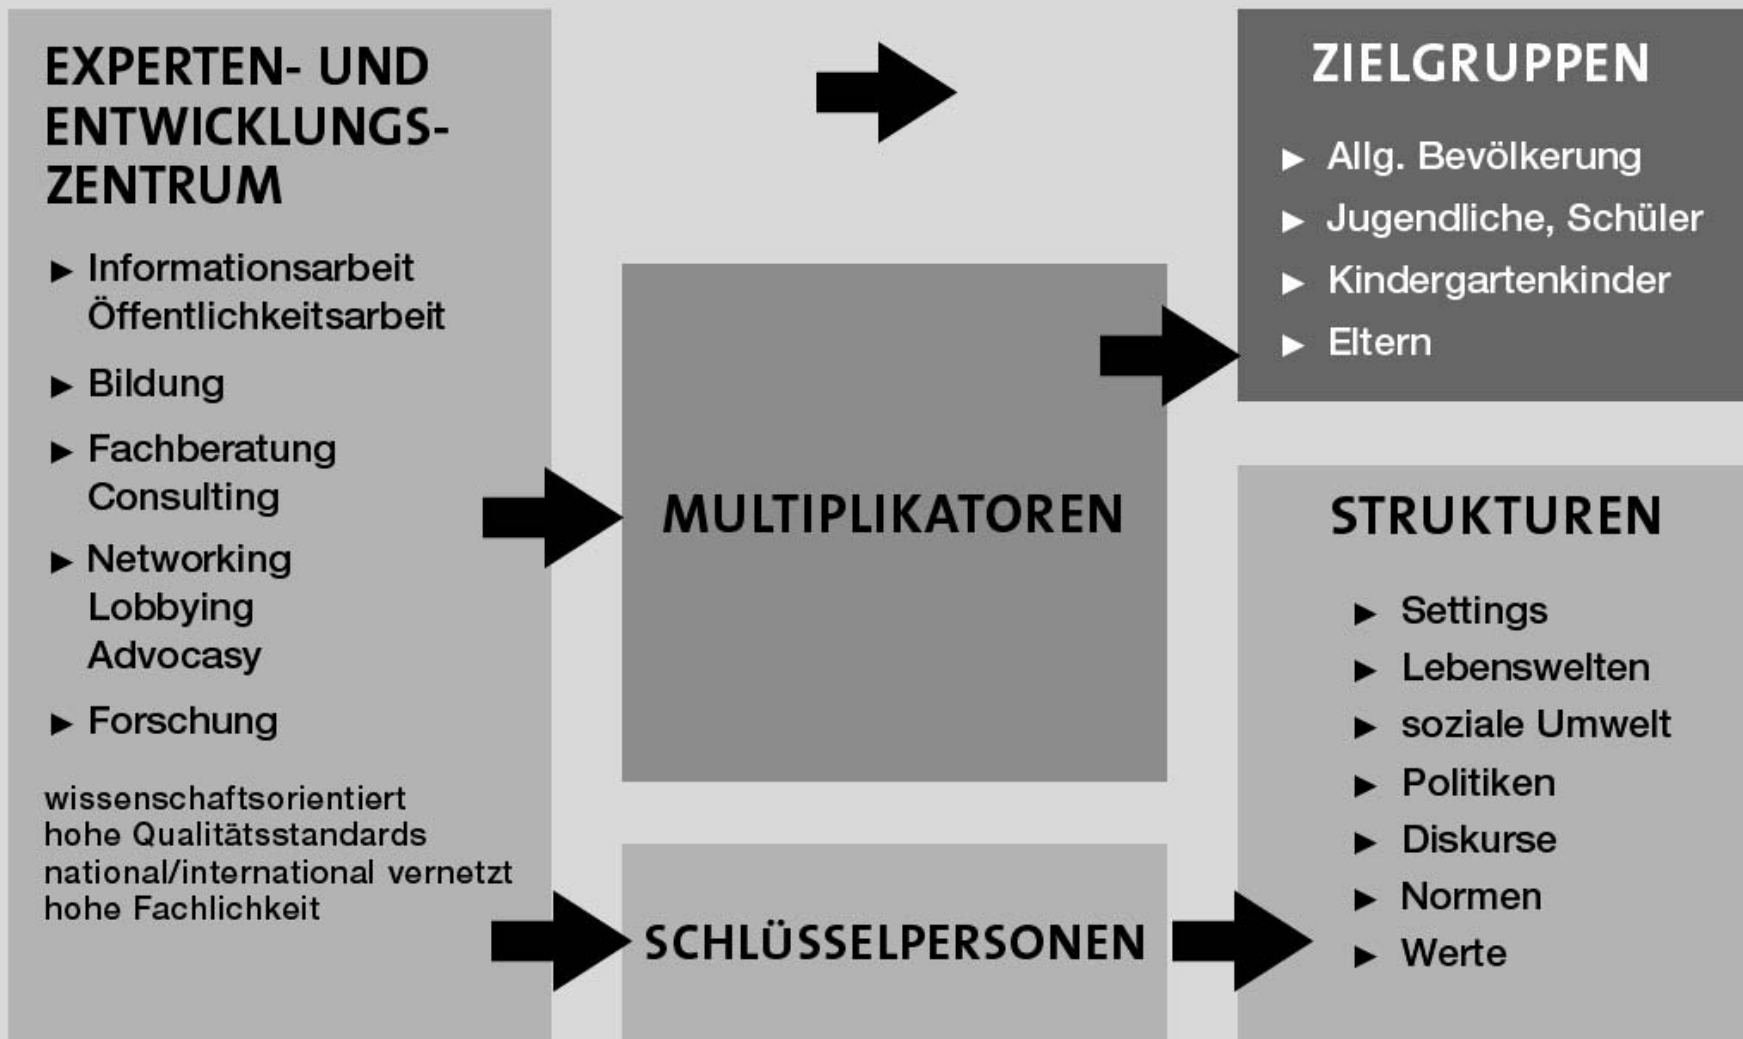 EXPERTEN- UND
ENTWICKLUNGS-
ZENTRUM
► Informationsarbeit
Öffentlichkeitsarbeit
► Bildung
► Fachberatung
Consulting
► Networking
Lobbying
Advocasy
► Forschung
wissenschaftsorientiert
hohe Qualitätsstandards
national/international vernetzt
hohe Fachlichkeit
MULTIPLIKATOREN
SCHLÜSSELPERSONEN
ZIELGRUPPEN
► Allg. Bevölkerung
► Jugendliche, Schüler
► Kindergartenkinder
► Eltern
STRUKTUREN
► Settings
► Lebenswelten
► soziale Umwelt
► Politiken
► Diskurse
► Normen
► Werte